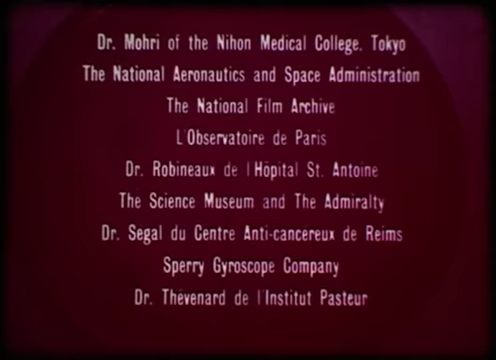 Dr. Mohri of the Nihon Medical College. Tokyo
The National Aeronautics and Space Administration
The National Film Archive
L'Observatoire de Paris
Dr. Robineaux de l Hôpital St. Antoine
The Science Museum and The Admiralty
Dr. Segal du Centre Anti-cancereux de Reims
Sperry Gyroscope Company
Dr. Thévenard de l'Institut Pasteur